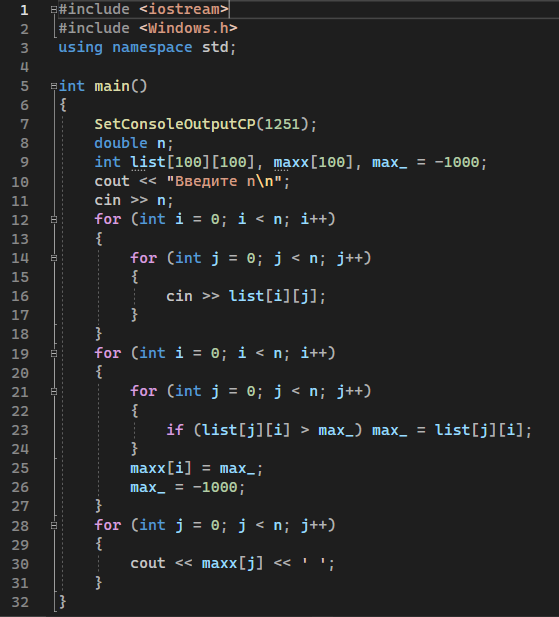 1 #include <iostream>
2 #include <Windows.h>
3 using namespace std;
4
5 int main()
6 {
7     SetConsoleOutputCP(1251);
8     double n;
9     int list[100][100], maxx[100], max_ = -1000;
10     cout << "Введите n\n";
11     cin >> n;
12     for (int i = 0; i < n; i++)
13     {
14         for (int j = 0; j < n; j++)
15         {
16             cin >> list[i][j];
17         }
18     }
19     for (int i = 0; i < n; i++)
20     {
21         for (int j = 0; j < n; j++)
22         {
23             if (list[j][i] > max_) max_ = list[j][i];
24         }
25         maxx[i] = max_;
26         max_ = -1000;
27     }
28     for (int j = 0; j < n; j++)
29     {
30         cout << maxx[j] << ' ';
31     }
32 }